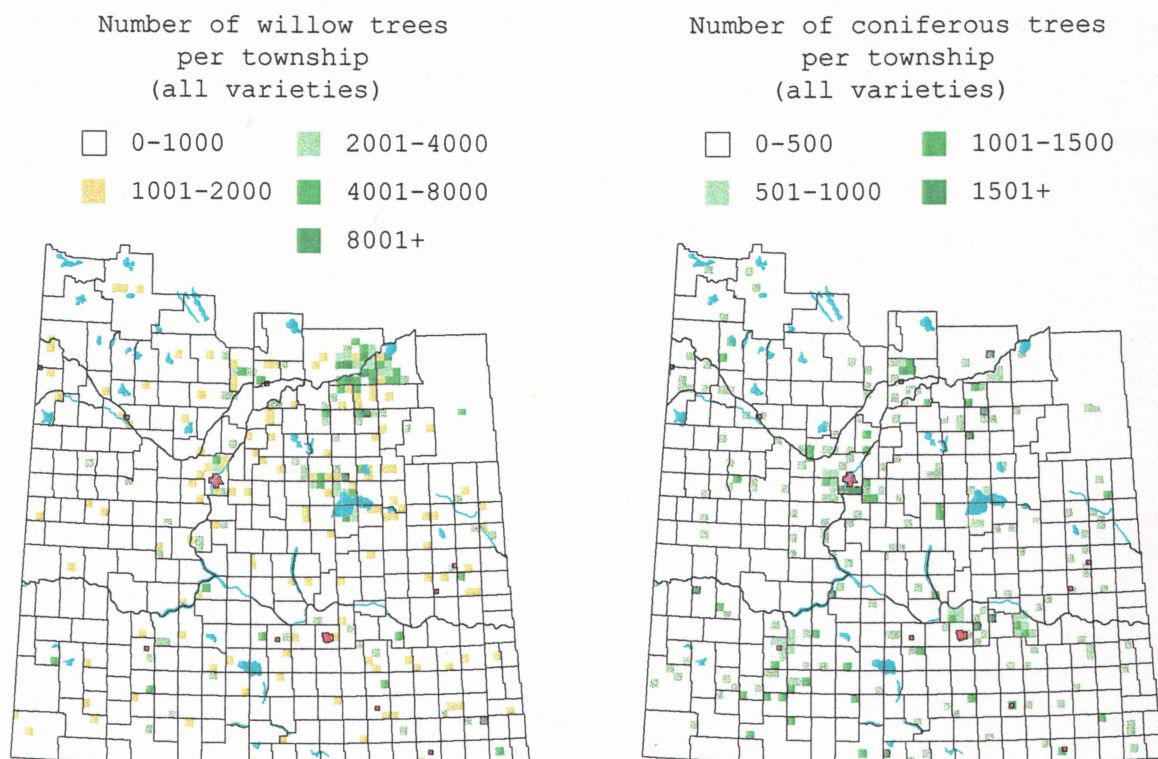 Number of willow trees
per township
(all varieties)
0-1000
2001-4000
1001-2000
4001-8000
8001+
Number of coniferous trees
per township
(all varieties)
0-500
1001-1500
501-1000
1501+